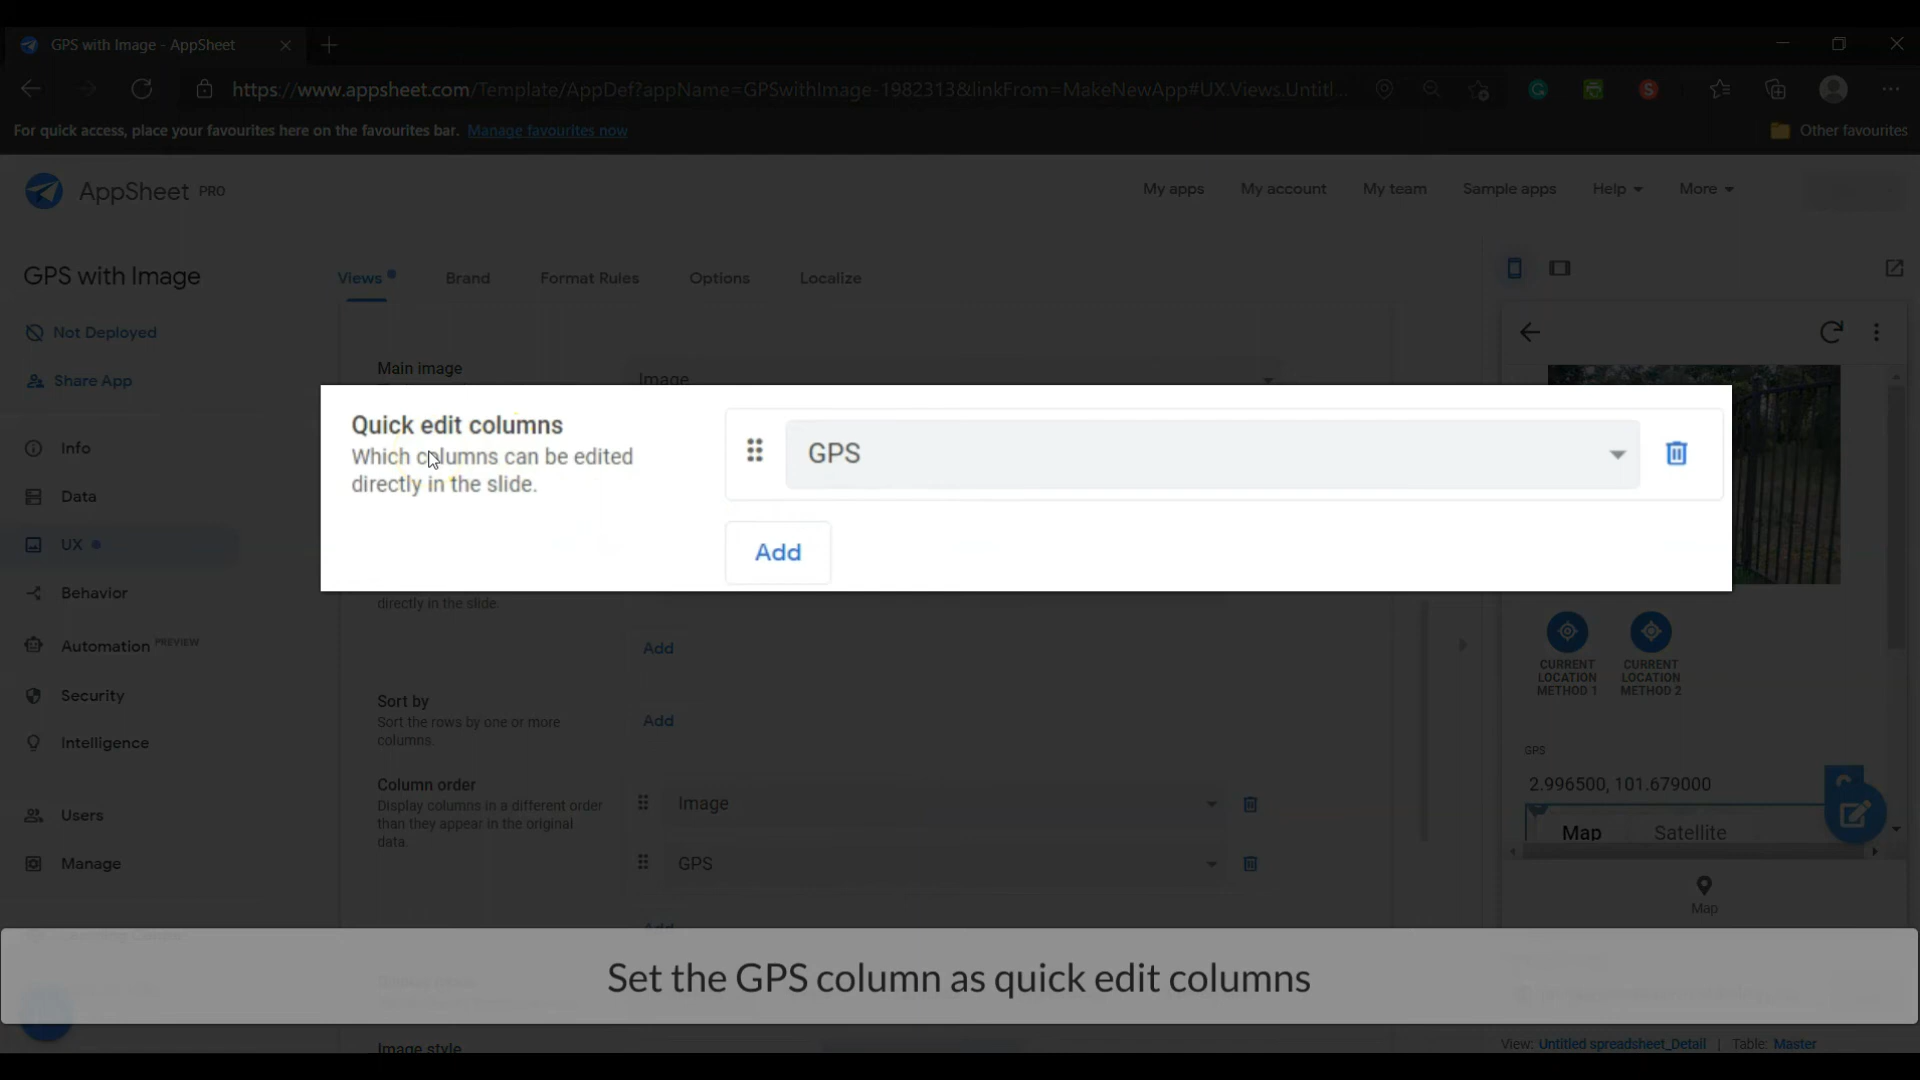 GPS with Image - AppSheet
https://www.appsheet.com/Template/AppDef?appName=GPSwithImage-1982313&linkFrom=MakeNewApp#UX.Views.Untitl...
For quick access, place your favourites here on the favourites bar. Manage favourites now
Other favourites
AppSheet PRO
My apps
My account
My team
Sample apps
Help
More
GPS with Image
Views
Brand
Format Rules
Options
Localize
Not Deployed
Share App
Info
Data
UX
Behavior
Automation PREVIEW
Security
Intelligence
Users
Manage
Main image
Image
Quick edit columns
Which columns can be edited
directly in the slide.
GPS
Add
directly in the slide.
Add
Sort by
Sort the rows by one or more
columns.
Add
Column order
Display columns in a different order
than they appear in the original
data.
Image
GPS
Add
Image style
CURRENT
LOCATION
METHOD 1
CURRENT
LOCATION
METHOD 2
GPS
2.996500, 101.679000
Map
Satellite
Map
Set the GPS column as quick edit columns
View: Untitled spreadsheet_Detail | Table: Master